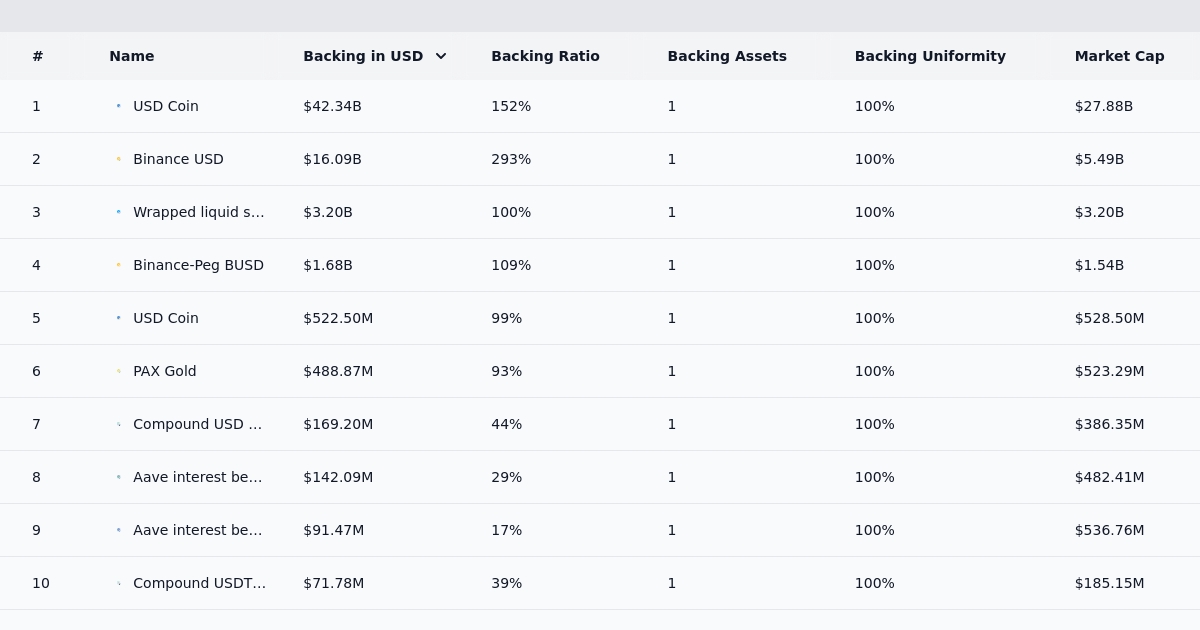 # Name Backing in USD Backing Ratio Backing Assets Backing Uniformity Market Cap
1 USD Coin $42.34B 152% 1 100% $27.88B
2 Binance USD $16.09B 293% 1 100% $5.49B
3 Wrapped liquid s... $3.20B 100% 1 100% $3.20B
4 Binance-Peg BUSD $1.68B 109% 1 100% $1.54B
5 USD Coin $522.50M 99% 1 100% $528.50M
6 PAX Gold $488.87M 93% 1 100% $523.29M
7 Compound USD ... $169.20M 44% 1 100% $386.35M
8 Aave interest be... $142.09M 29% 1 100% $482.41M
9 Aave interest be... $91.47M 17% 1 100% $536.76M
10 Compound USDT... $71.78M 39% 1 100% $185.15M